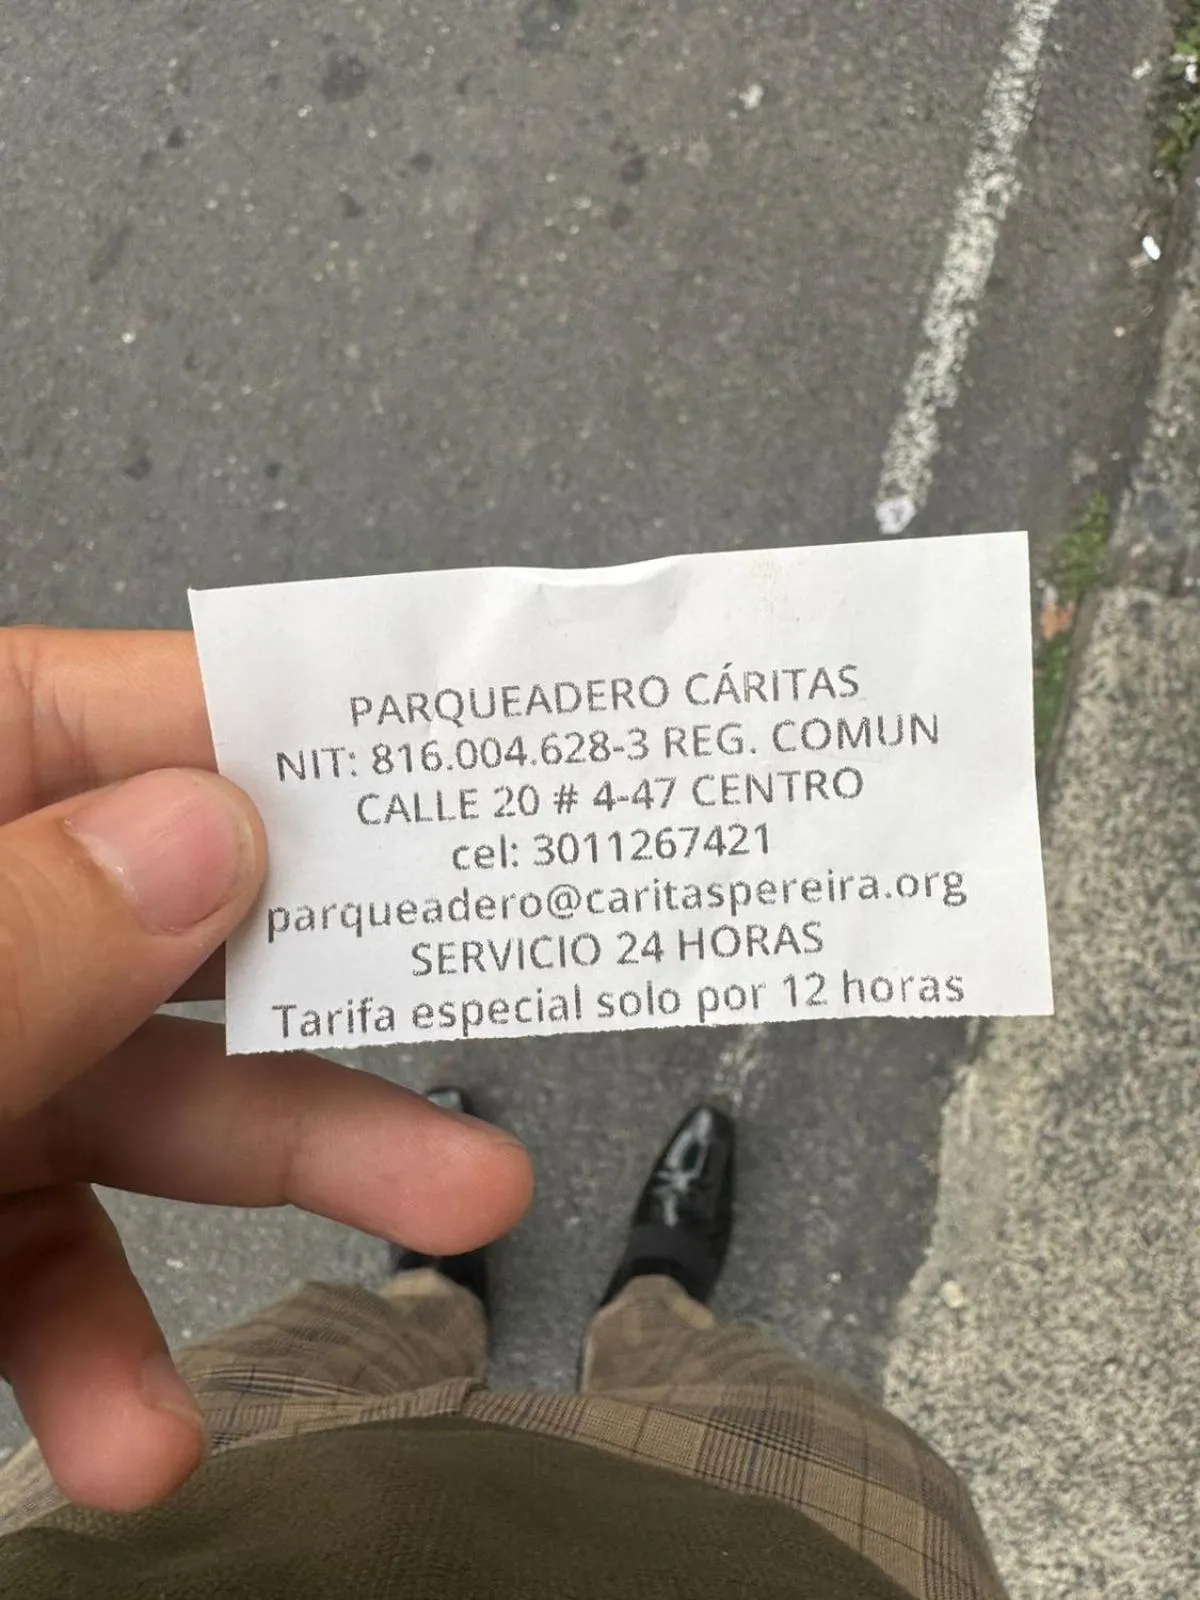 PARQUEADERO CÁRITAS
NIT: 816.004.628-3 REG. COMUN
CALLE 20 # 4-47 CENTRO
cel: 3011267421
parqueadero@caritaspereira.org
SERVICIO 24 HORAS
Tarifa especial solo por 12 horas